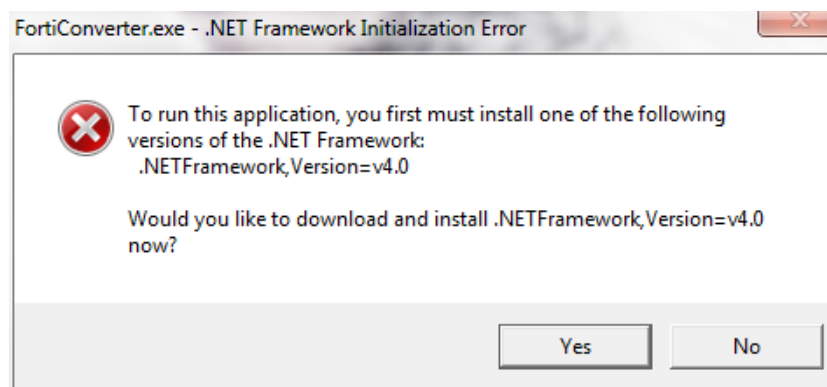 FortiConverter.exe - .NET Framework Initialization Error
To run this application, you first must install one of the following
versions of the .NET Framework:
.NETFramework,Version=v4.0
Would you like to download and install .NETFramework,Version=v4.0
now?
Yes No